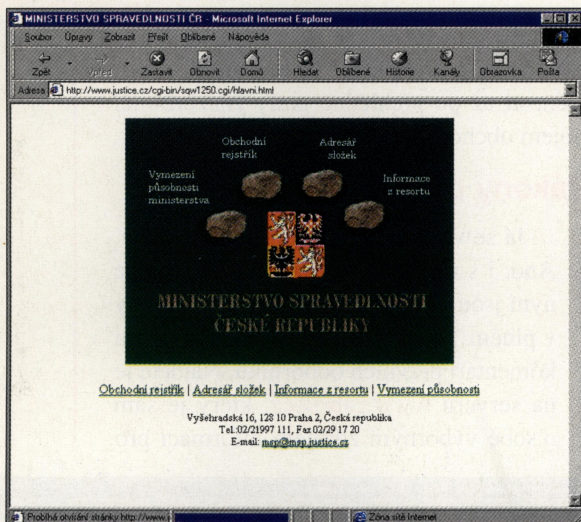 MINISTERSTVO SPRAVEDLNOSTI ČR - Microsoft Internet Explorer
Soubor Úpravy Zobrazit Přejít Oblíbené Nápověda
Zpět Vpřed Zastavit Obnovit Domů Hledat Oblíbené Historie Kanály Obrazovka Pošta
Adresa http://www.justice.cz/cgi-bin/sqw1250.cgi/hlavni.html
Obchodní rejstřík
Adresář složek
Vymezení působnosti ministerstva
Informace z resortu
MINISTERSTVO SPRAVEDLNOSTI
ČESKÉ REPUBLIKY
Obchodní rejstřík | Adresář složek | Informace z resortu | Vymezení působnosti
Vyšehradská 16, 128 10 Praha 2, Česká republika
Tel.:02/21997 111, Fax 02/29 17 20
E-mail: msp@msp.justice.cz
Probíhá otvírání stránky http://www.j
Zóna sítě Internet